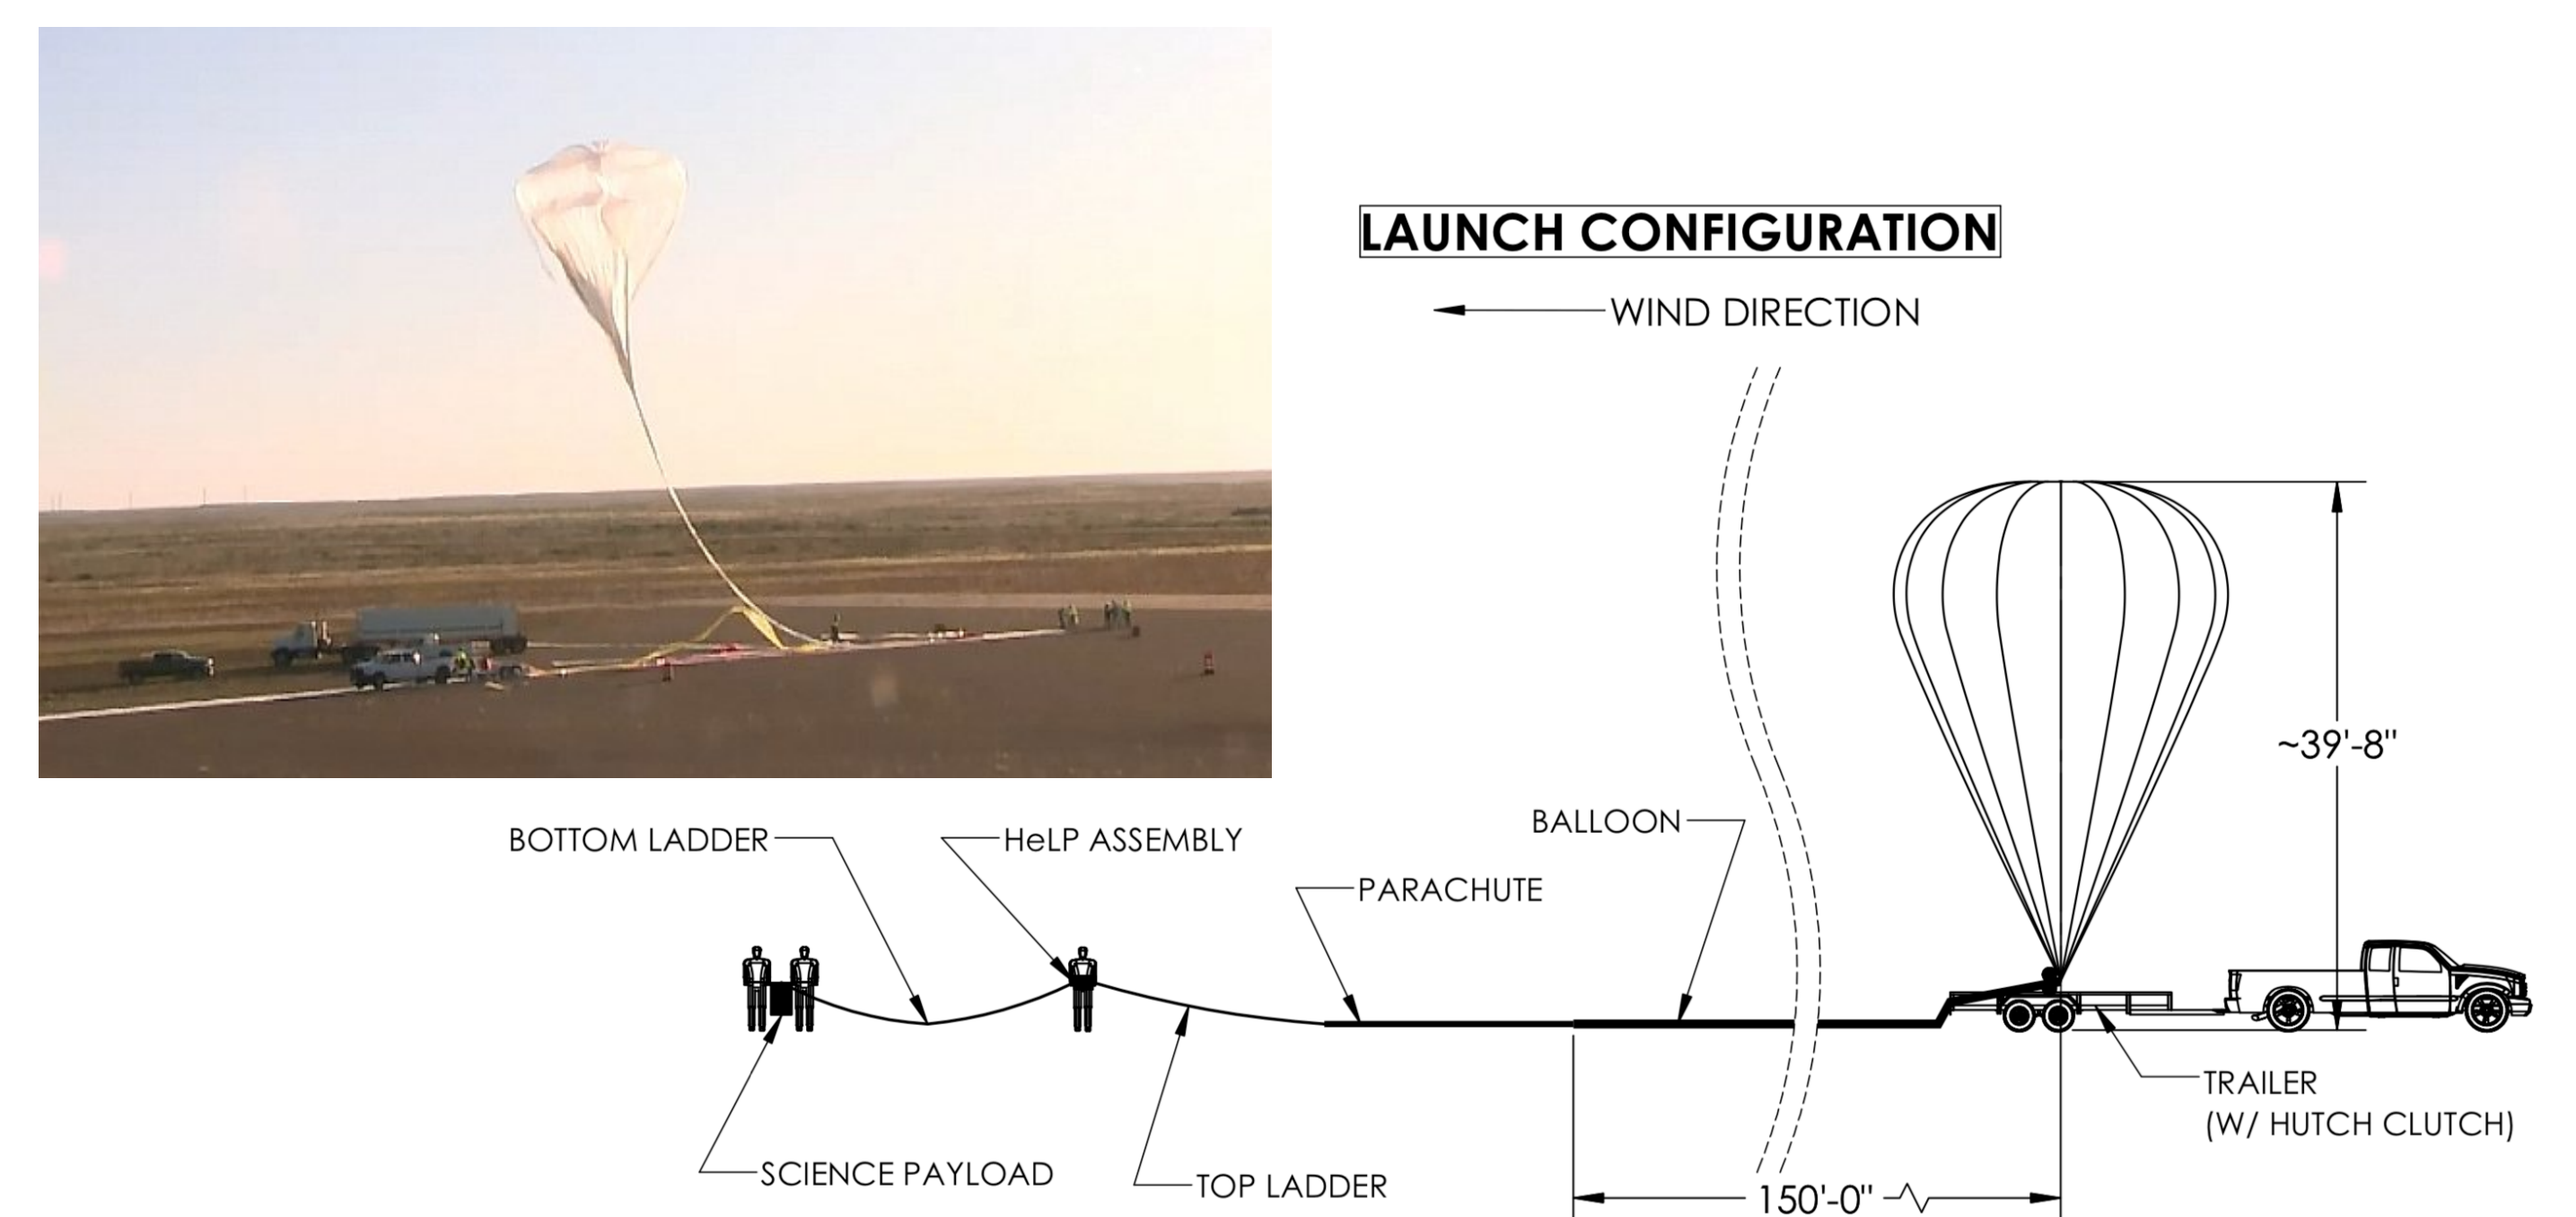 LAUNCH CONFIGURATION
WIND DIRECTION
~39'-8"
BALLOON
BOTTOM LADDER
HeLP ASSEMBLY
PARACHUTE
TRAILER
(W/ HUTCH CLUTCH)
SCIENCE PAYLOAD
TOP LADDER
150'-0"